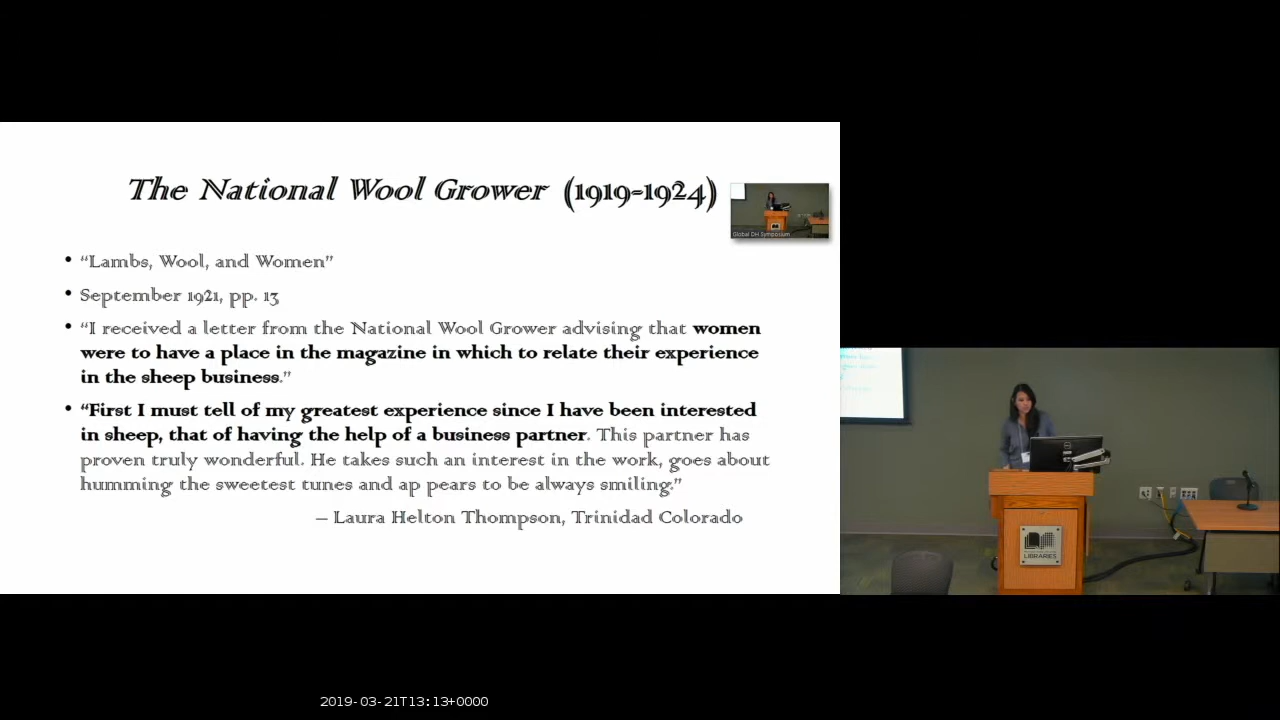 The National Wool Grower (1919-1924)
Global DH Symposium
• “Lambs, Wool, and Women”
• September 1921, pp. 13
• “I received a letter from the National Wool Grower advising that women
were to have a place in the magazine in which to relate their experience
in the sheep business.”
• “First I must tell of my greatest experience since I have been interested
in sheep, that of having the help of a business partner. This partner has
proven truly wonderful. He takes such an interest in the work, goes about
humming the sweetest tunes and ap pears to be always smiling.”
– Laura Helton Thompson, Trinidad Colorado
LIBRARIES
2019-03-21T13:13+0000